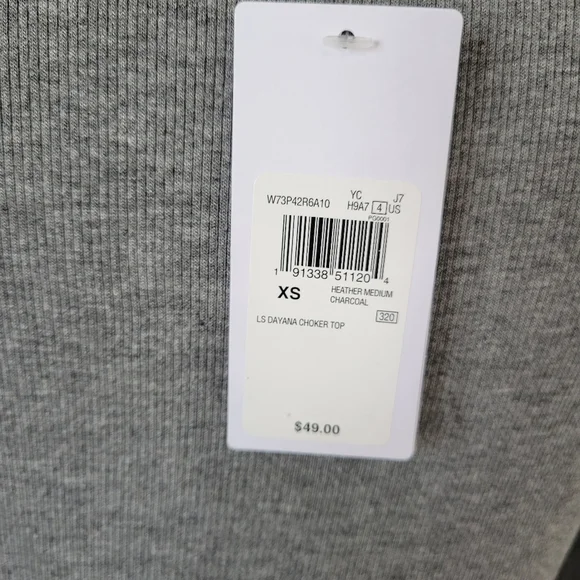 W73P42R6A10 YC J7
H9A7 4 US
PG0001
1 91338 51120 4
XS HEATHER MEDIUM
CHARCOAL
320
LS DAYANA CHOKER TOP
$49.00